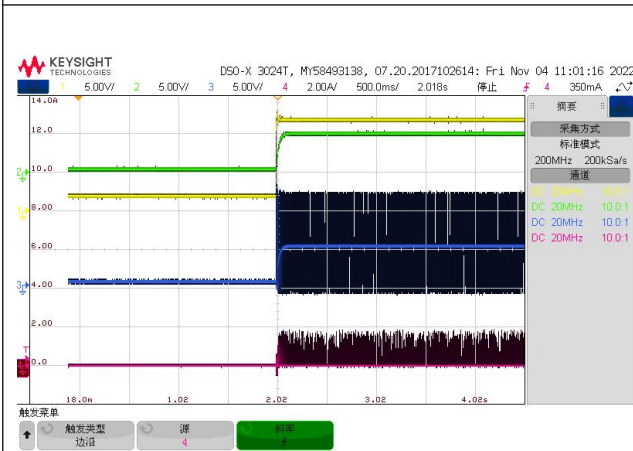 KEYSIGHT
TECHNOLOGIES
DSO-X 3024T, MY58493138, 07.20.2017102614: Fri Nov 04 11:01:16 2022
1 5.00V/ 2 5.00V/ 3 5.00V/ 4 2.00A/ 500.0ms/ 2.018s 停止 4 350mA
14.0A
12.0
10.0
8.00
6.00
4.00
2.00
0.0
2
1
3
T
18.0m 1.02 2.02 3.02 4.02s
摘要
采集方式
标准模式
200MHz 200kSa/s
通道
DC 20MHz 10.0:1
DC 20MHz 10.0:1
DC 20MHz 10.0:1
DC 20MHz 10.0:1
触发菜单
触发类型
边沿
源
4
斜率